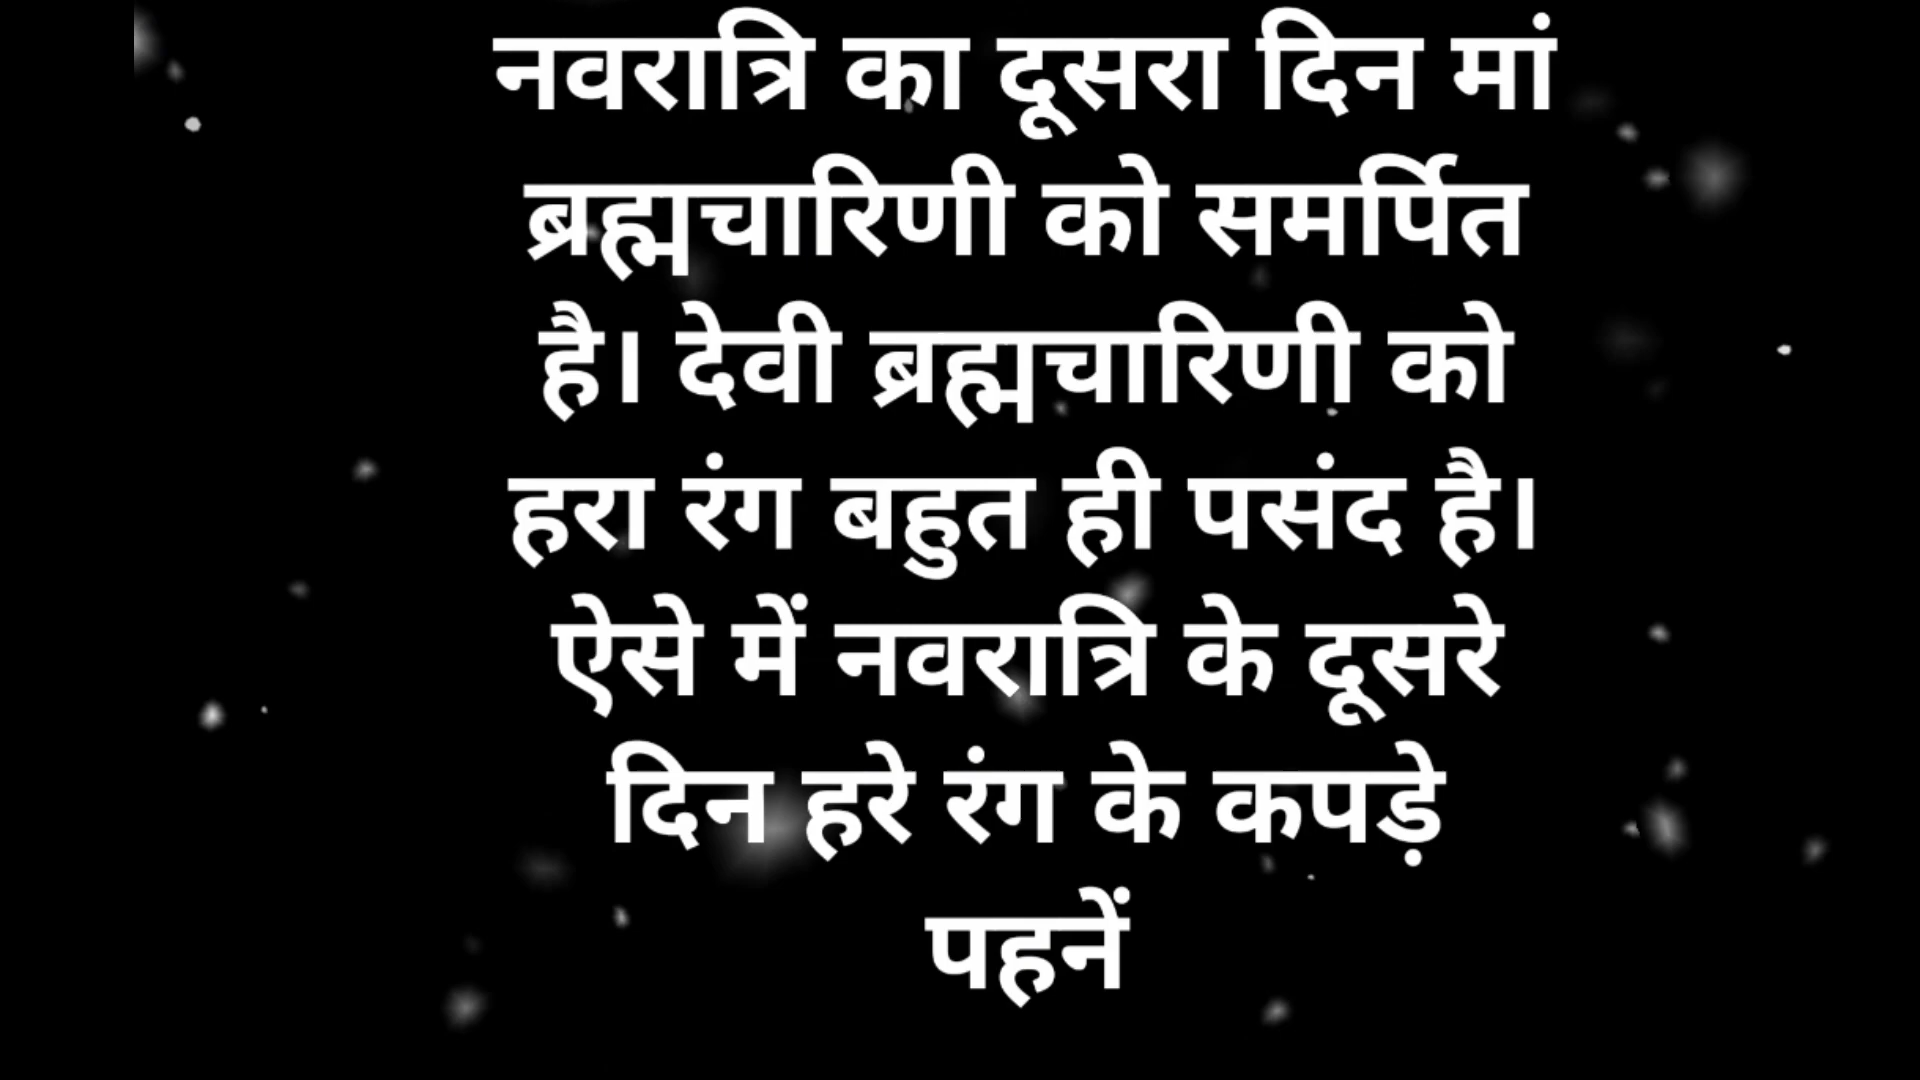 नवरात्रि का दूसरा दिन मां
ब्रह्मचारिणी को समर्पित
है। देवी ब्रह्मचारिणी को
हरा रंग बहुत ही पसंद है।
ऐसे में नवरात्रि के दूसरे
दिन हरे रंग के कपड़े
पहनें